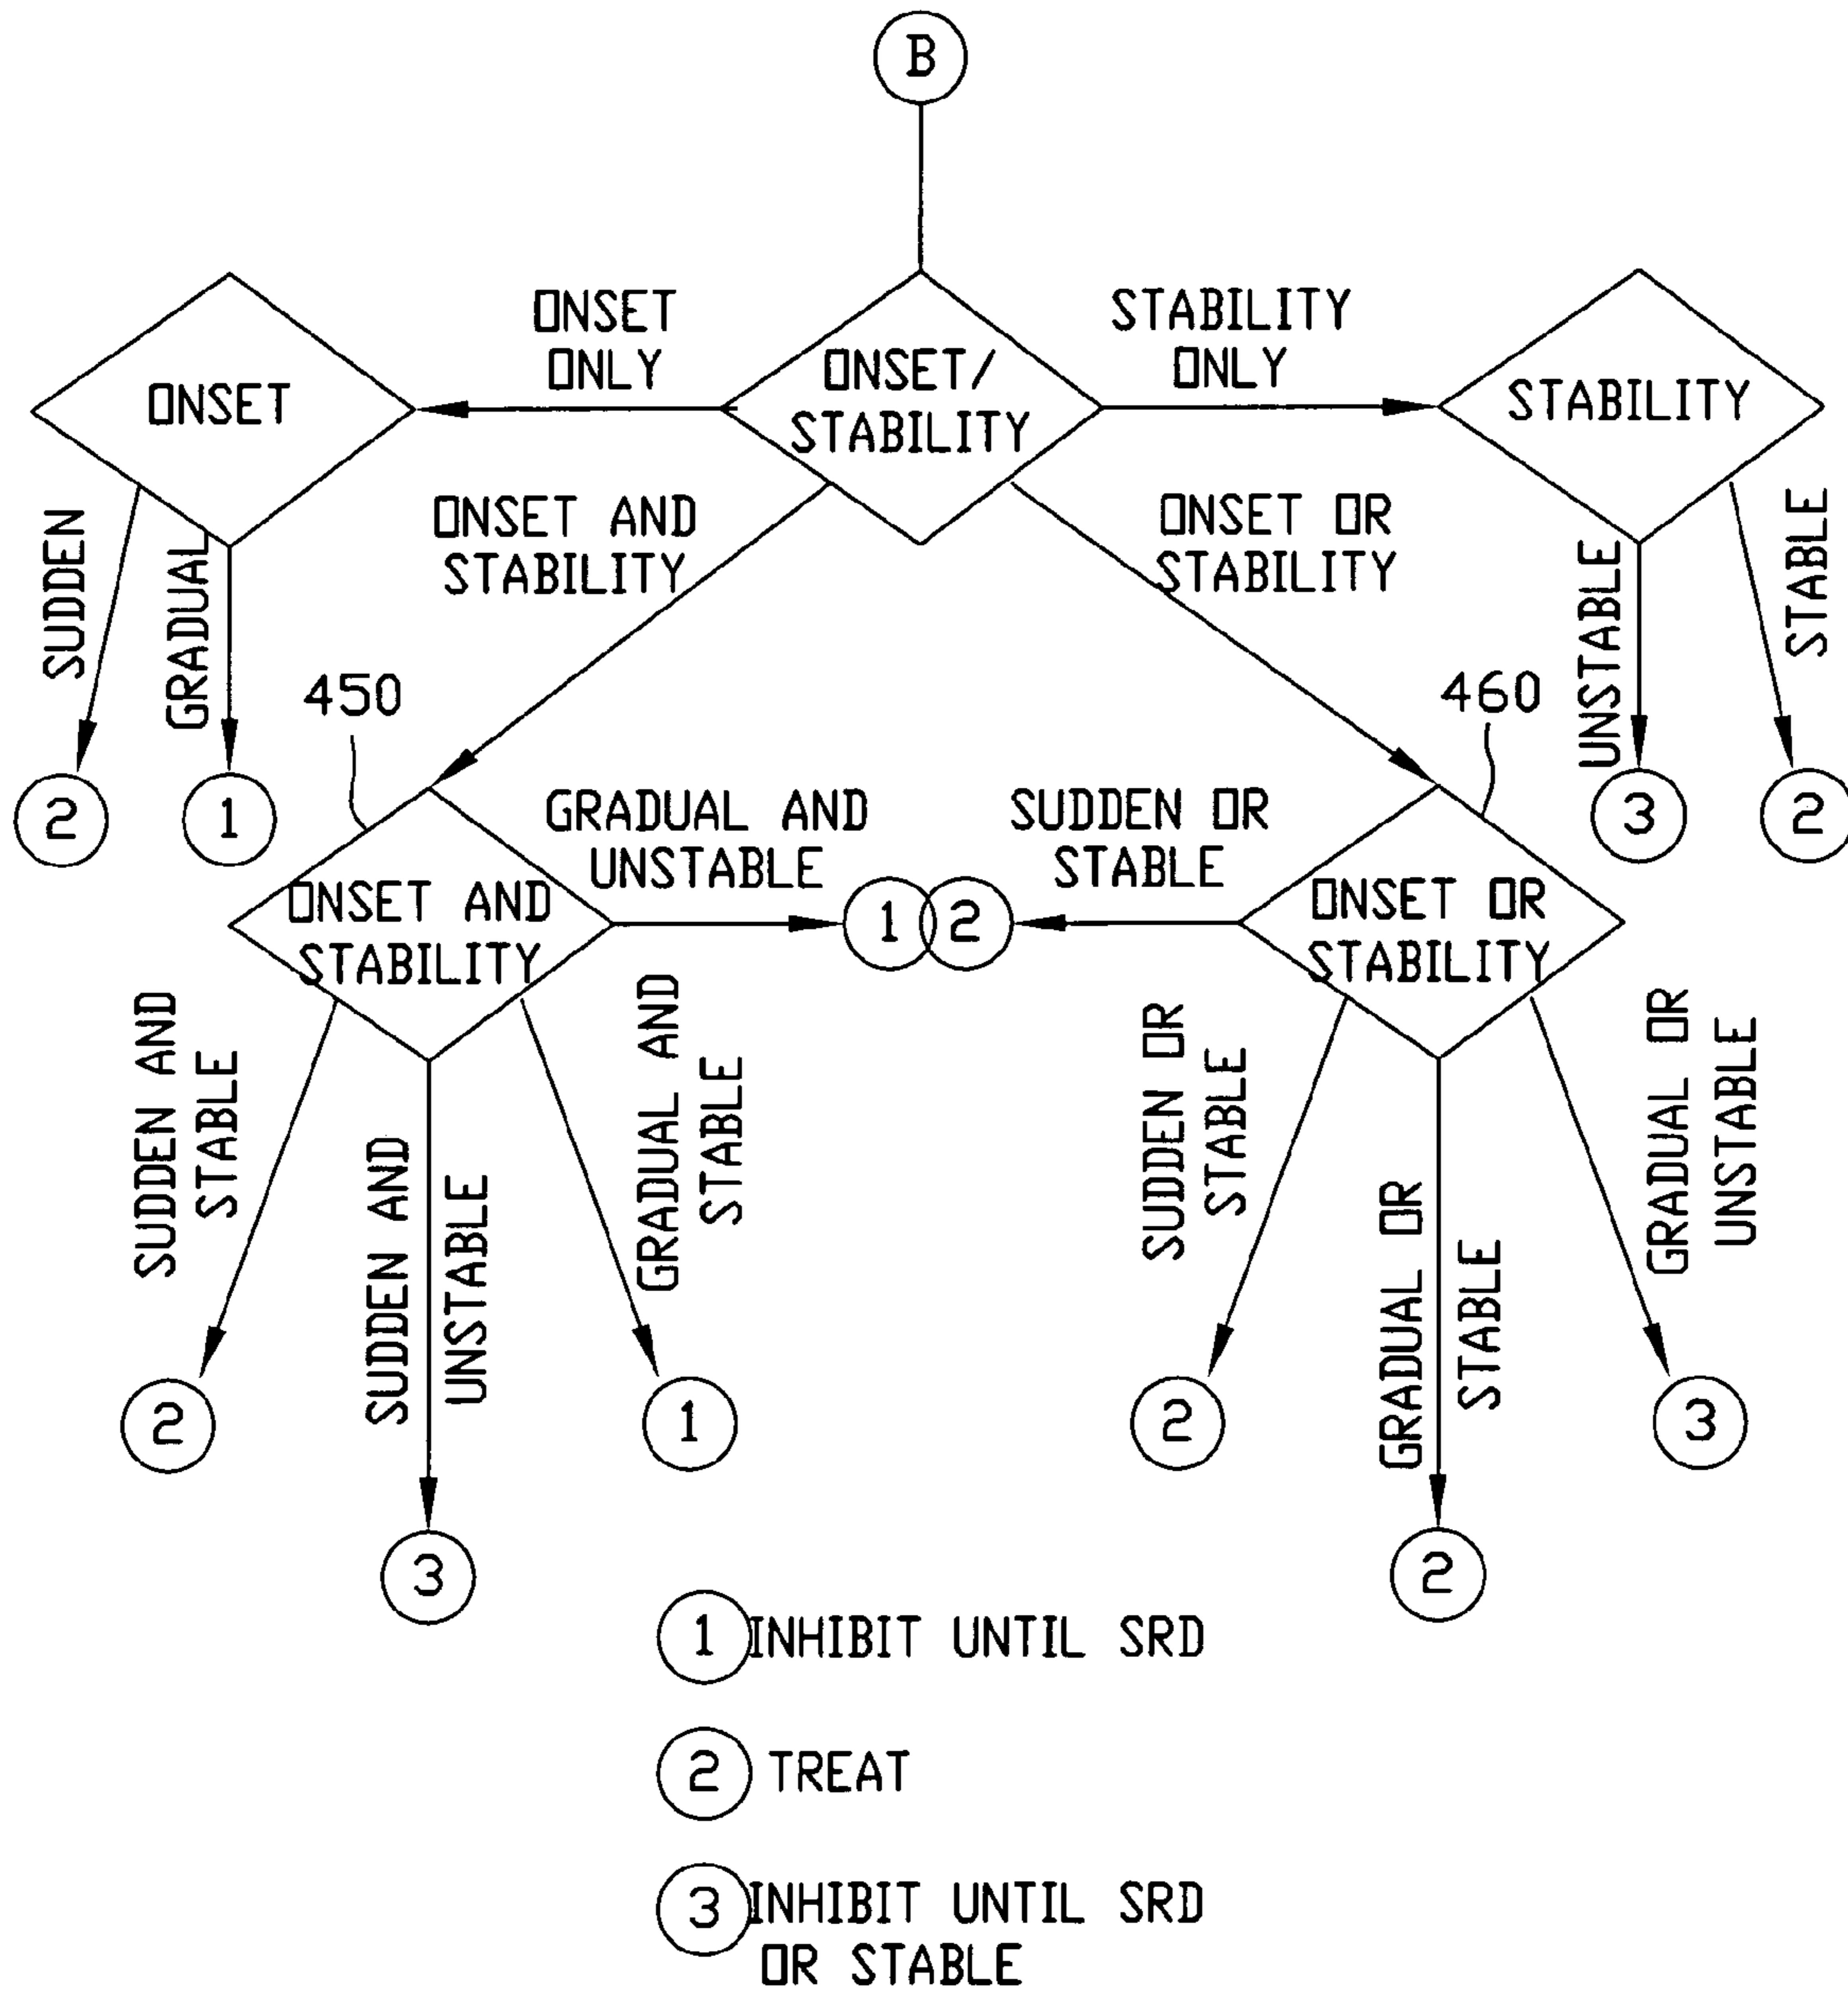 B
ONSET
ONLY
STABILITY
ONLY
ONSET
ONSET/
STABILITY
STABILITY
ONSET AND
STABILITY
ONSET OR
STABILITY
SUDDEN
GRADUAL
UNSTABLE
STABLE
450
460
2
1
3
2
GRADUAL AND
UNSTABLE
SUDDEN OR
STABLE
ONSET AND
STABILITY
1
2
ONSET OR
STABILITY
SUDDEN AND
STABLE
SUDDEN AND
UNSTABLE
GRADUAL AND
STABLE
SUDDEN OR
STABLE
GRADUAL OR
STABLE
GRADUAL OR
UNSTABLE
2
1
2
3
3
2
1 INHIBIT UNTIL SRD
2 TREAT
3 INHIBIT UNTIL SRD
OR STABLE